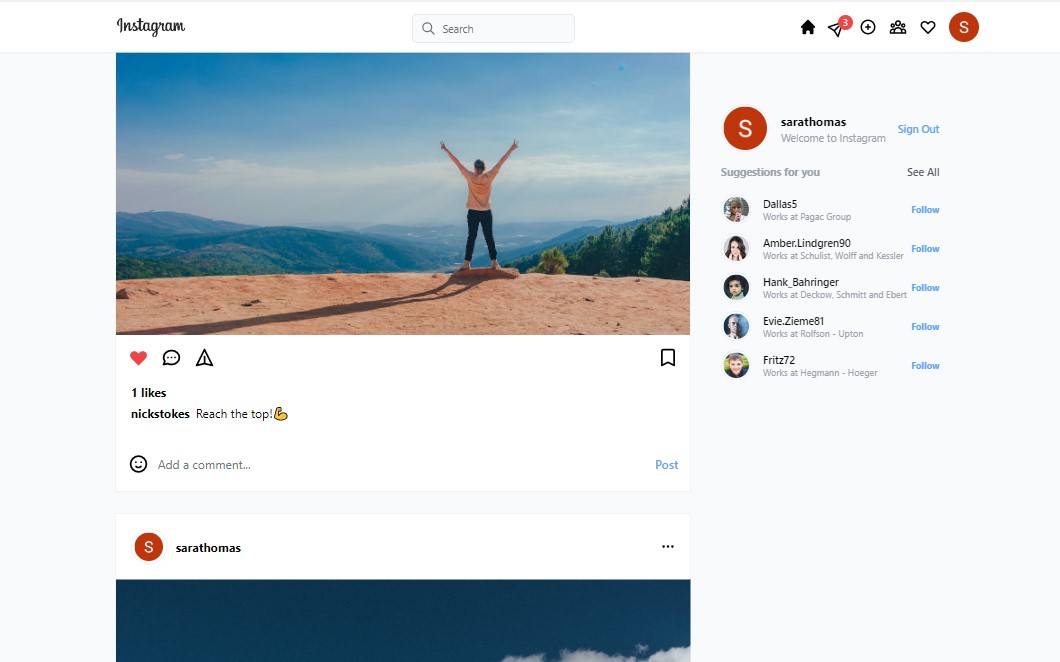 Instagram
Search
3
S
S
sarathomas
Welcome to Instagram
Sign Out
Suggestions for you
See All
Dallas5
Works at Pagac Group
Follow
Amber.Lindgren90
Works at Schulist, Wolff and Kessler
Follow
Hank_Bahringer
Works at Deckow, Schmitt and Ebert
Follow
Evie.Zieme81
Works at Rolfson - Upton
Follow
Fritz72
Works at Hegmann - Hoeger
Follow
1 likes
nickstokes Reach the top!💪
Add a comment...
Post
S
sarathomas